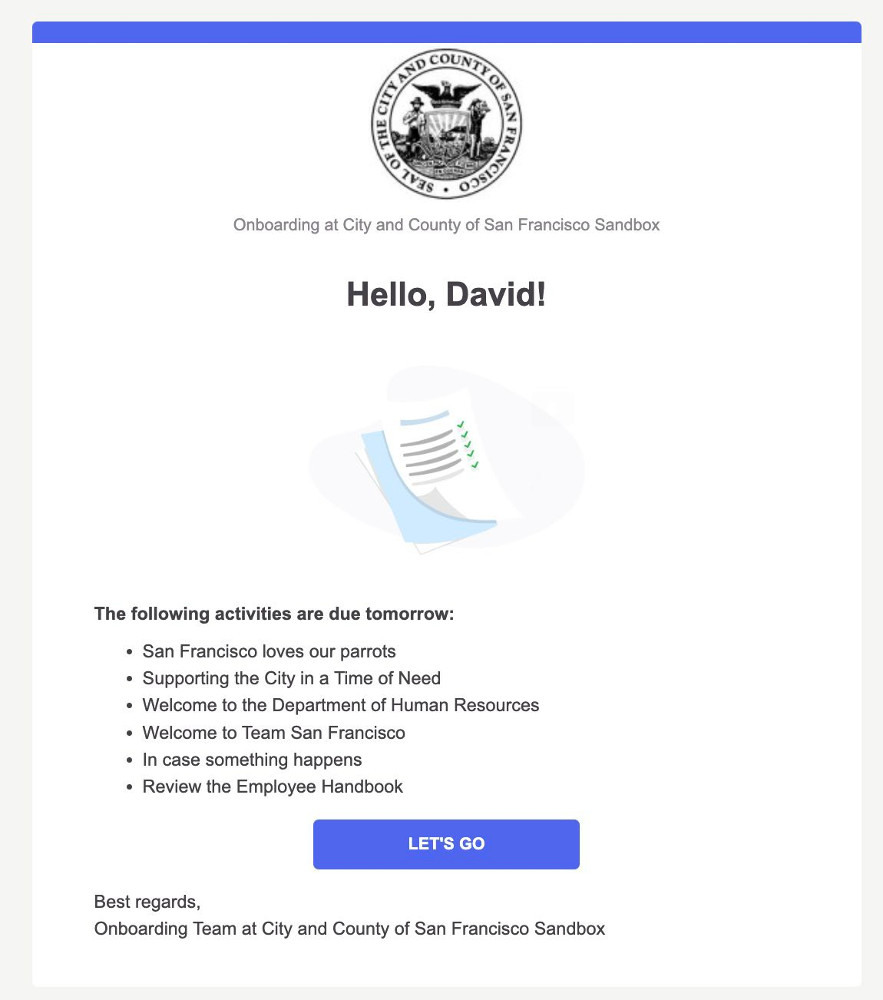 SEAL OF THE CITY AND COUNTY OF SAN FRANCISCO
Onboarding at City and County of San Francisco Sandbox
Hello, David!
The following activities are due tomorrow:
• San Francisco loves our parrots
• Supporting the City in a Time of Need
• Welcome to the Department of Human Resources
• Welcome to Team San Francisco
• In case something happens
• Review the Employee Handbook
LET'S GO
Best regards,
Onboarding Team at City and County of San Francisco Sandbox